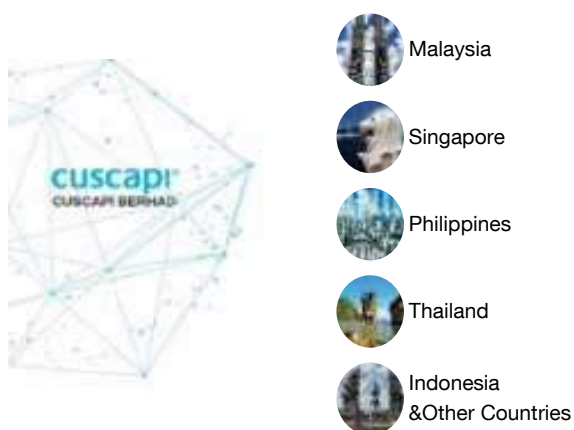 cuscapi
CUSCAPI BERHAD
Malaysia
Singapore
Philippines
Thailand
Indonesia
&Other Countries